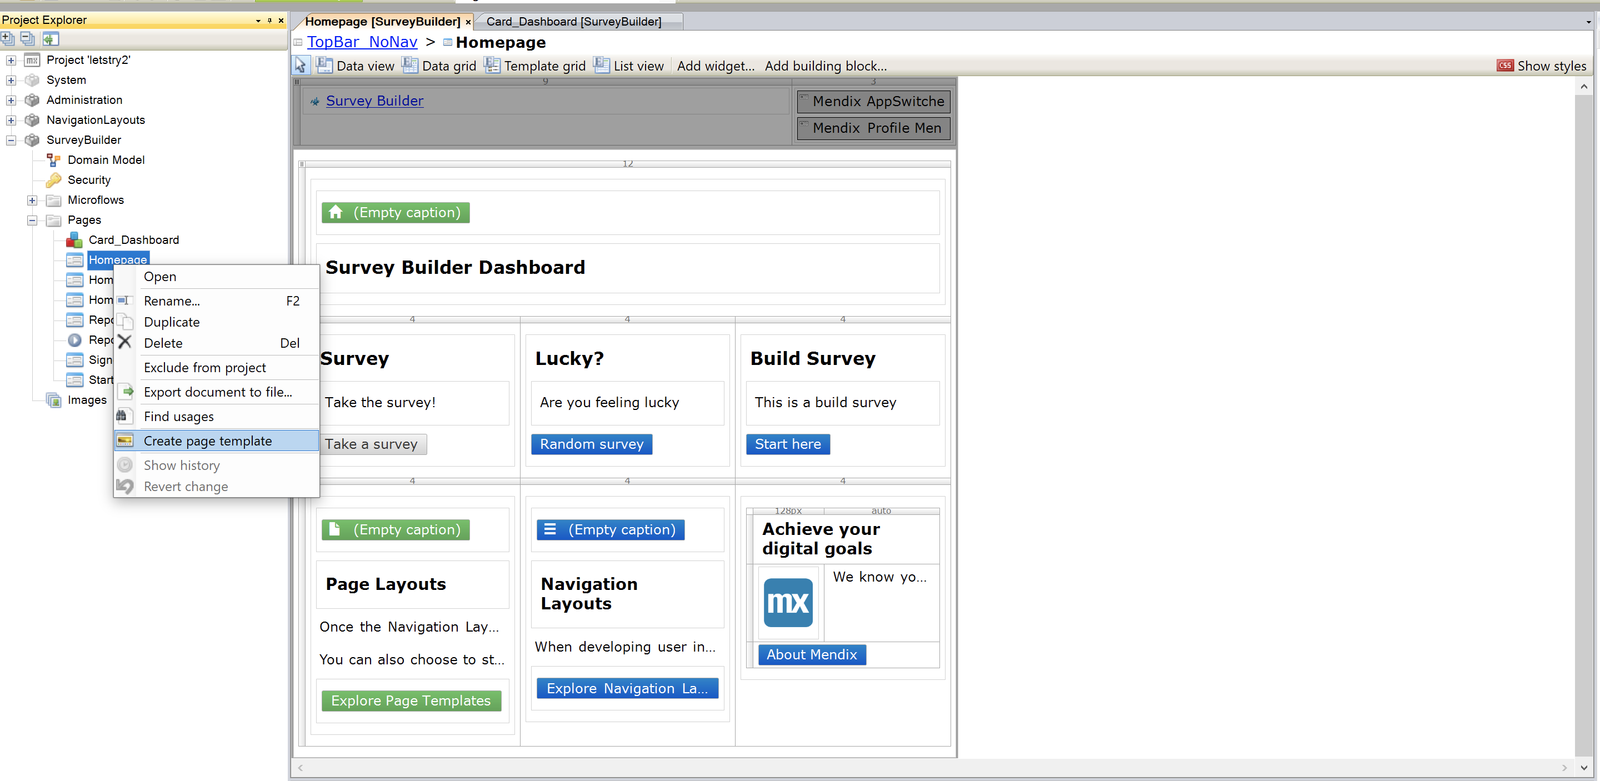 Project Explorer
Project 'letstry2'
System
Administration
NavigationLayouts
SurveyBuilder
Domain Model
Security
Microflows
Pages
Card_Dashboard
Homepage
Hom
Hom
Repo
Repo
Sign
Start
Images
Open
Rename... F2
Duplicate
Delete Del
Exclude from project
Export document to file...
Find usages
Create page template
Show history
Revert change
Homepage [SurveyBuilder] × Card_Dashboard [SurveyBuilder]
TopBar_NoNav > Homepage
Data view Data grid Template grid List view Add widget... Add building block... CSS Show styles
9 3
Survey Builder
Mendix AppSwitche
Mendix Profile Men
12
(Empty caption)
Survey Builder Dashboard
4 4 4
Survey
Take the survey!
Take a survey
Lucky?
Are you feeling lucky
Random survey
Build Survey
This is a build survey
Start here
4 4 4
(Empty caption)
Page Layouts
Once the Navigation Lay...
You can also choose to st...
Explore Page Templates
(Empty caption)
Navigation
Layouts
When developing user in...
Explore Navigation La...
128px auto
Achieve your
digital goals
mx
We know yo...
About Mendix